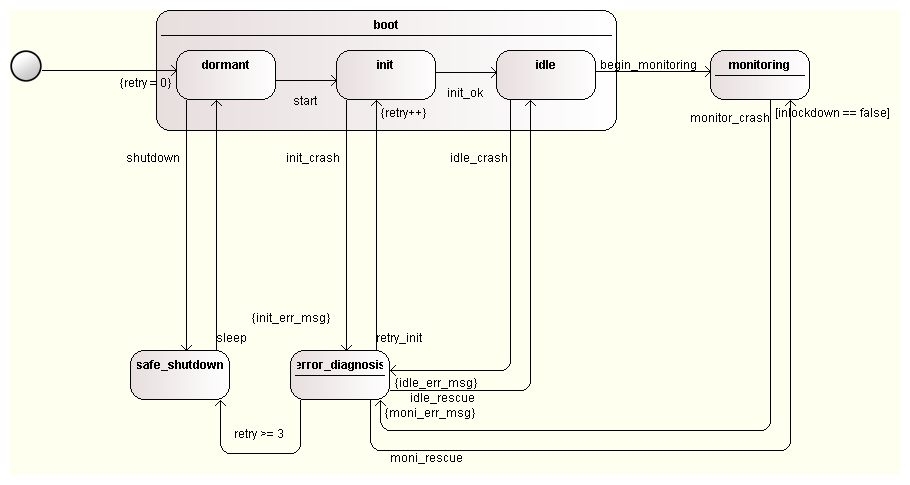 boot
dormant
init
idle
monitoring
begin_monitoring
{retry = 0}
start
init_ok
{retry++}
monitor_crash
[inlockdown == false]
shutdown
init_crash
idle_crash
{init_err_msg}
sleep
retry_init
safe_shutdown
error_diagnosis
{idle_err_msg}
idle_rescue
{moni_err_msg}
retry >= 3
moni_rescue